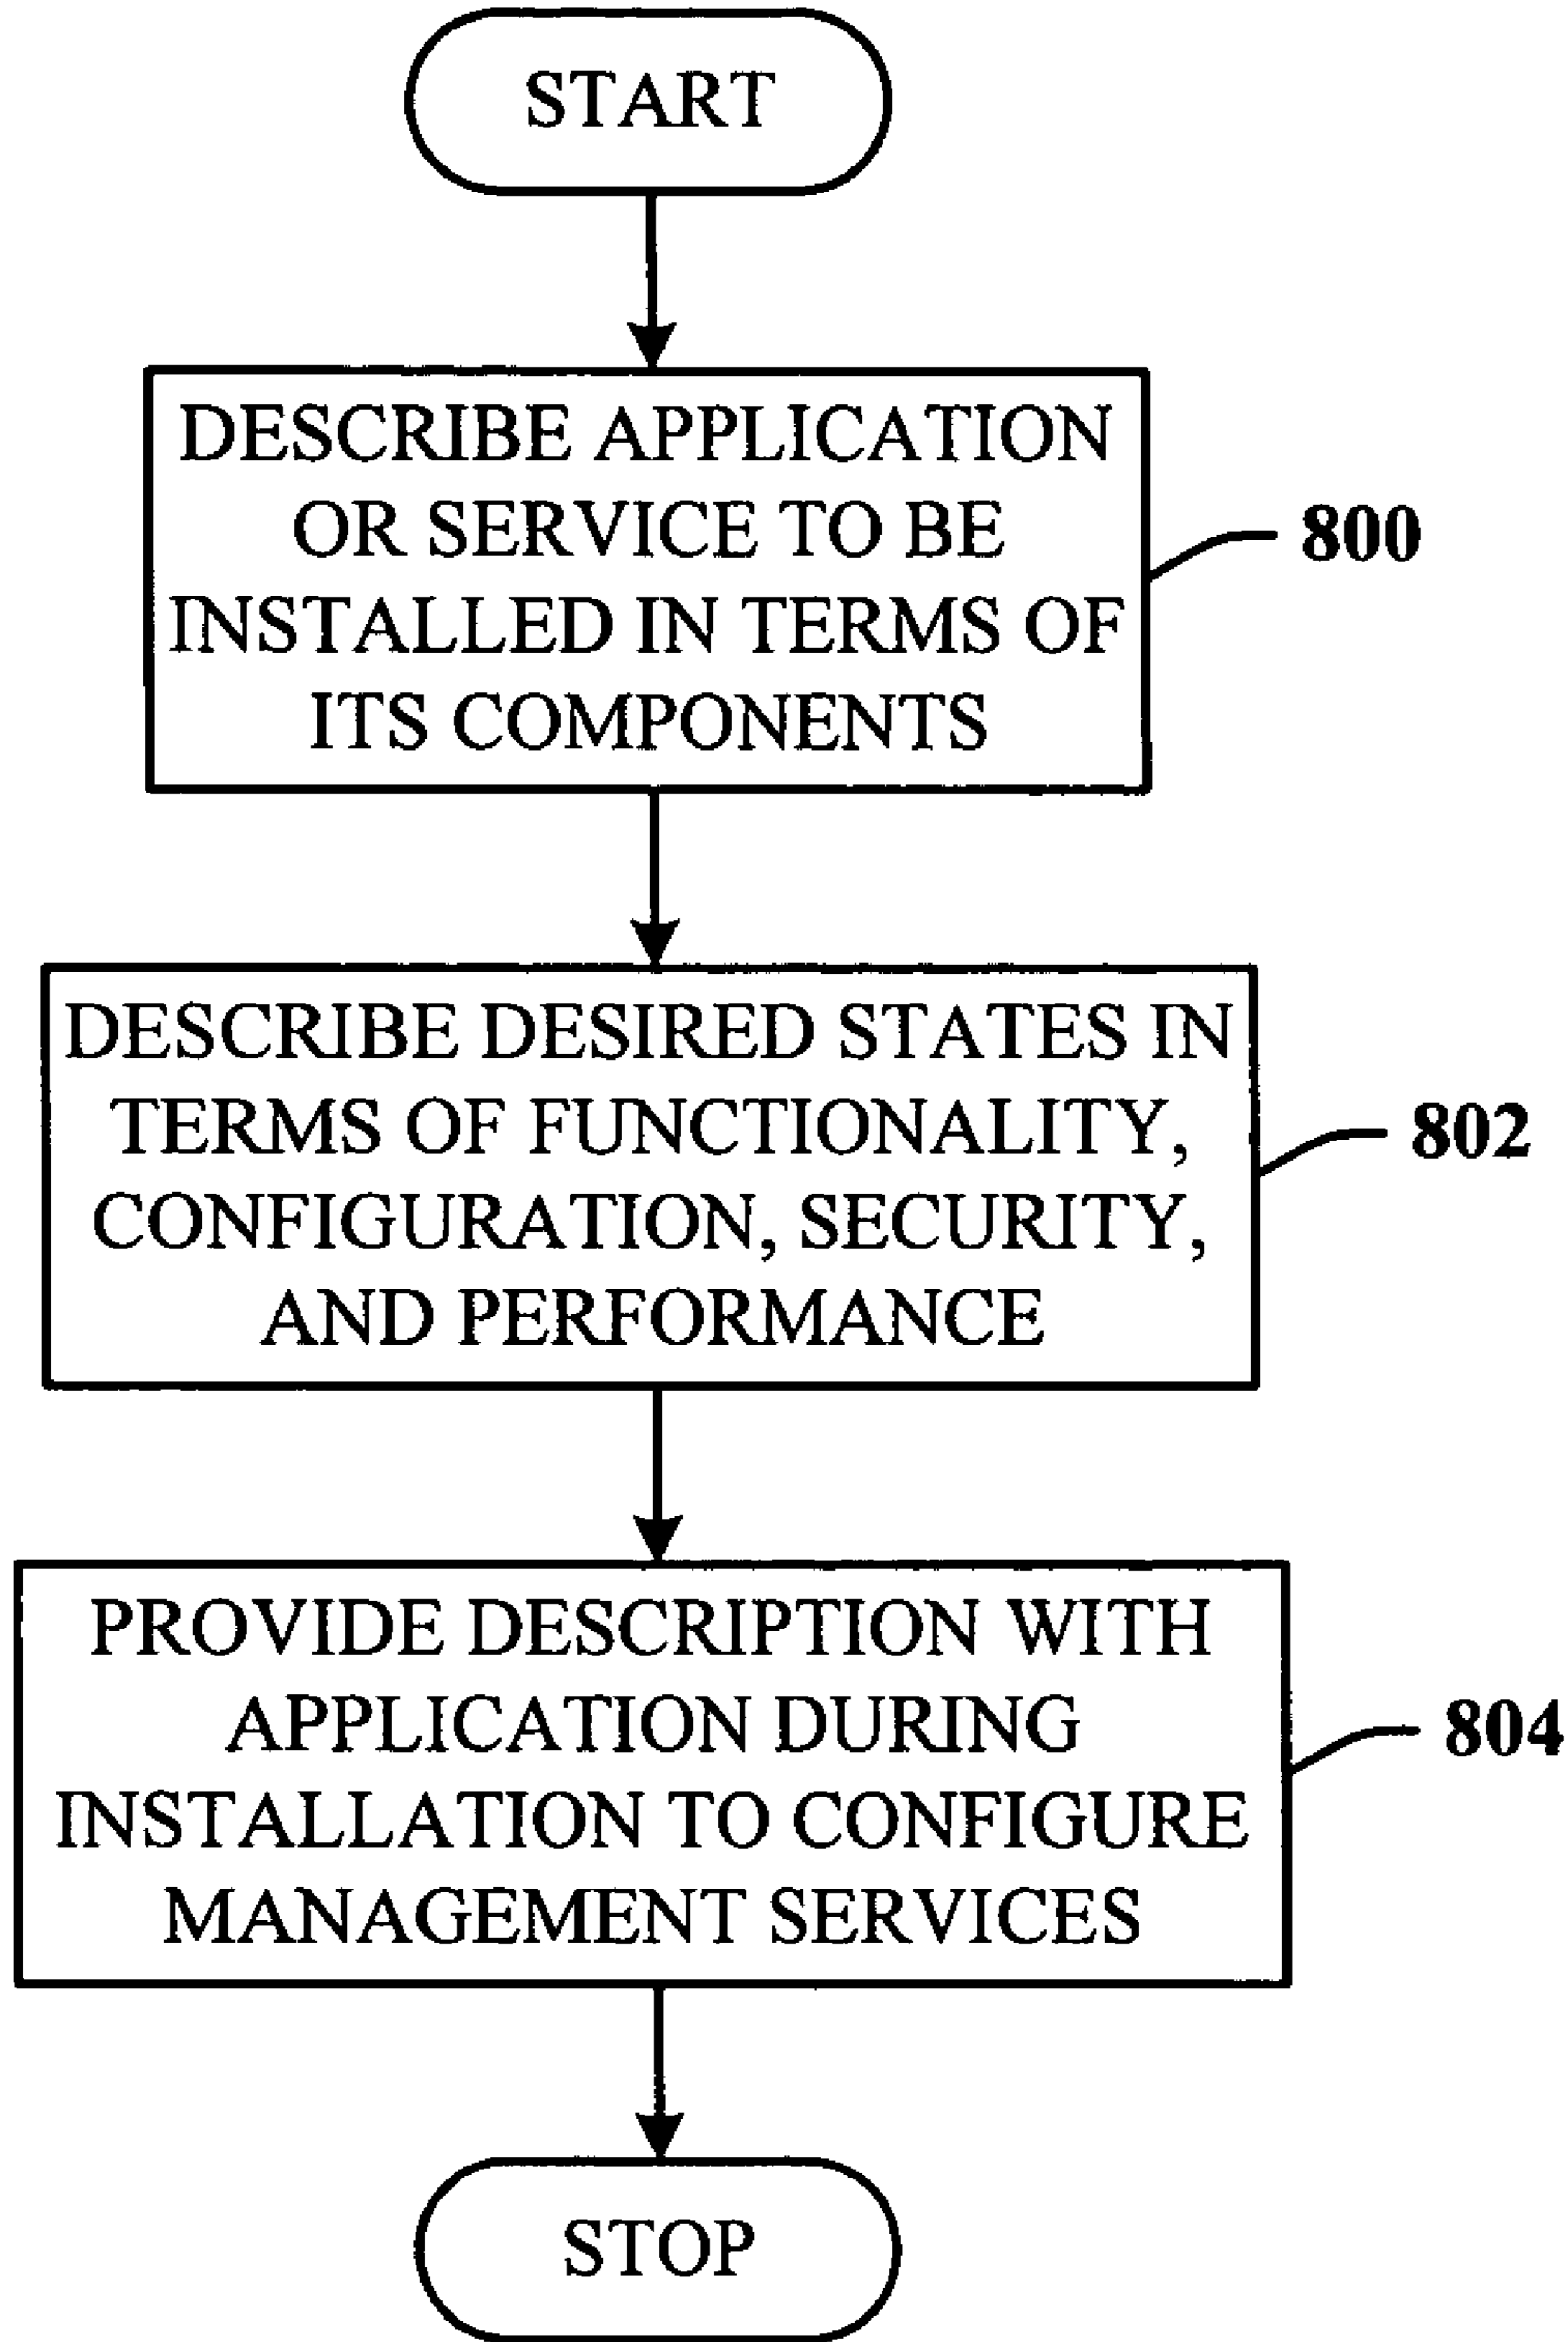 START
DESCRIBE APPLICATION
OR SERVICE TO BE
INSTALLED IN TERMS OF
ITS COMPONENTS
800
DESCRIBE DESIRED STATES IN
TERMS OF FUNCTIONALITY,
CONFIGURATION, SECURITY,
AND PERFORMANCE
802
PROVIDE DESCRIPTION WITH
APPLICATION DURING
INSTALLATION TO CONFIGURE
MANAGEMENT SERVICES
804
STOP